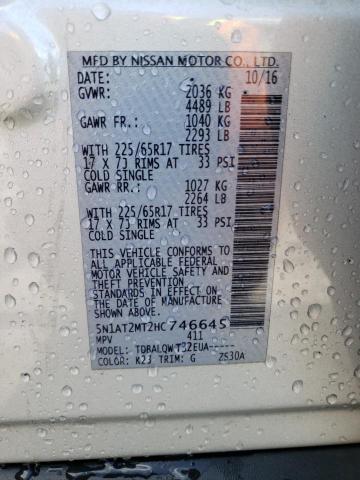 MFD BY NISSAN MOTOR CO., LTD.
DATE: 10/16
GVWR: 2036 KG
4489 LB
GAWR FR.: 1040 KG
2293 LB
WITH 225/65R17 TIRES
17 X 7J RIMS AT 33 PSI
COLD SINGLE
GAWR RR.: 1027 KG
2264 LB
WITH 225/65R17 TIRES
17 X 7J RIMS AT 33 PSI
COLD SINGLE
THIS VEHICLE CONFORMS TO ALL
APPLICABLE FEDERAL
MOTOR VEHICLE SAFETY AND
THEFT PREVENTION
STANDARDS IN EFFECT ON THE
DATE OF MANUFACTURE SHOWN
ABOVE.
5N1AT2MT2HC746645
MPV 411
MODEL:
COLOR: K23 TRIM: G ZS30A